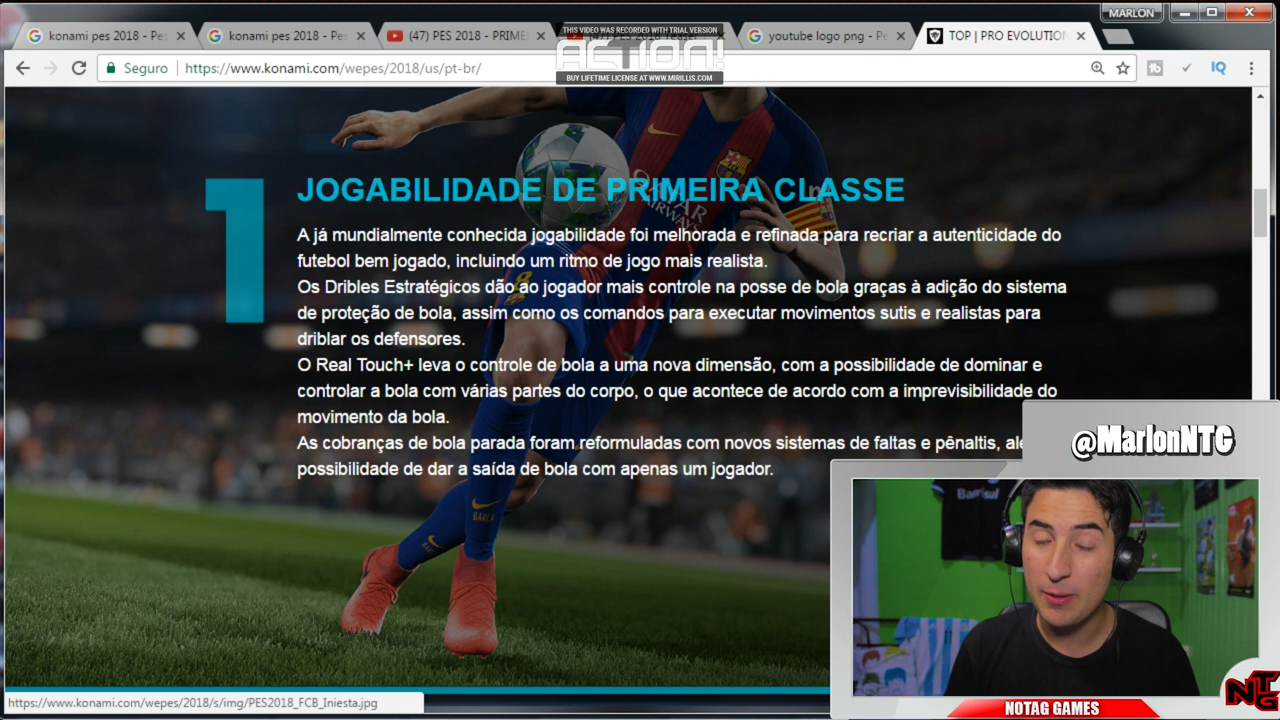 MARLON
konami pes 2018 - Pes
konami pes 2018 - Pes
(47) PES 2018 - PRIME
THIS VIDEO WAS RECORDED WITH TRIAL VERSION
ACTION!
BUY LIFETIME LICENSE AT WWW.MIRILLIS.COM
youtube logo png - Pe
TOP | PRO EVOLUTION
Seguro
https://www.konami.com/wepes/2018/us/pt-br/
IQ
1
JOGABILIDADE DE PRIMEIRA CLASSE
A já mundialmente conhecida jogabilidade foi melhorada e refinada para recriar a autenticidade do
futebol bem jogado, incluindo um ritmo de jogo mais realista.
Os Dribles Estratégicos dão ao jogador mais controle na posse de bola graças à adição do sistema
de proteção de bola, assim como os comandos para executar movimentos sutis e realistas para
driblar os defensores.
O Real Touch+ leva o controle de bola a uma nova dimensão, com a possibilidade de dominar e
controlar a bola com várias partes do corpo, o que acontece de acordo com a imprevisibilidade do
movimento da bola.
As cobranças de bola parada foram reformuladas com novos sistemas de faltas e pênaltis,
possibilidade de dar a saída de bola com apenas um jogador.
QATAR
AIRWAYS
8
BARÇA
BARÇA
@MarlonNTG
https://www.konami.com/wepes/2018/s/img/PES2018_FCB_Iniesta.jpg
NOTAG GAMES
NTG